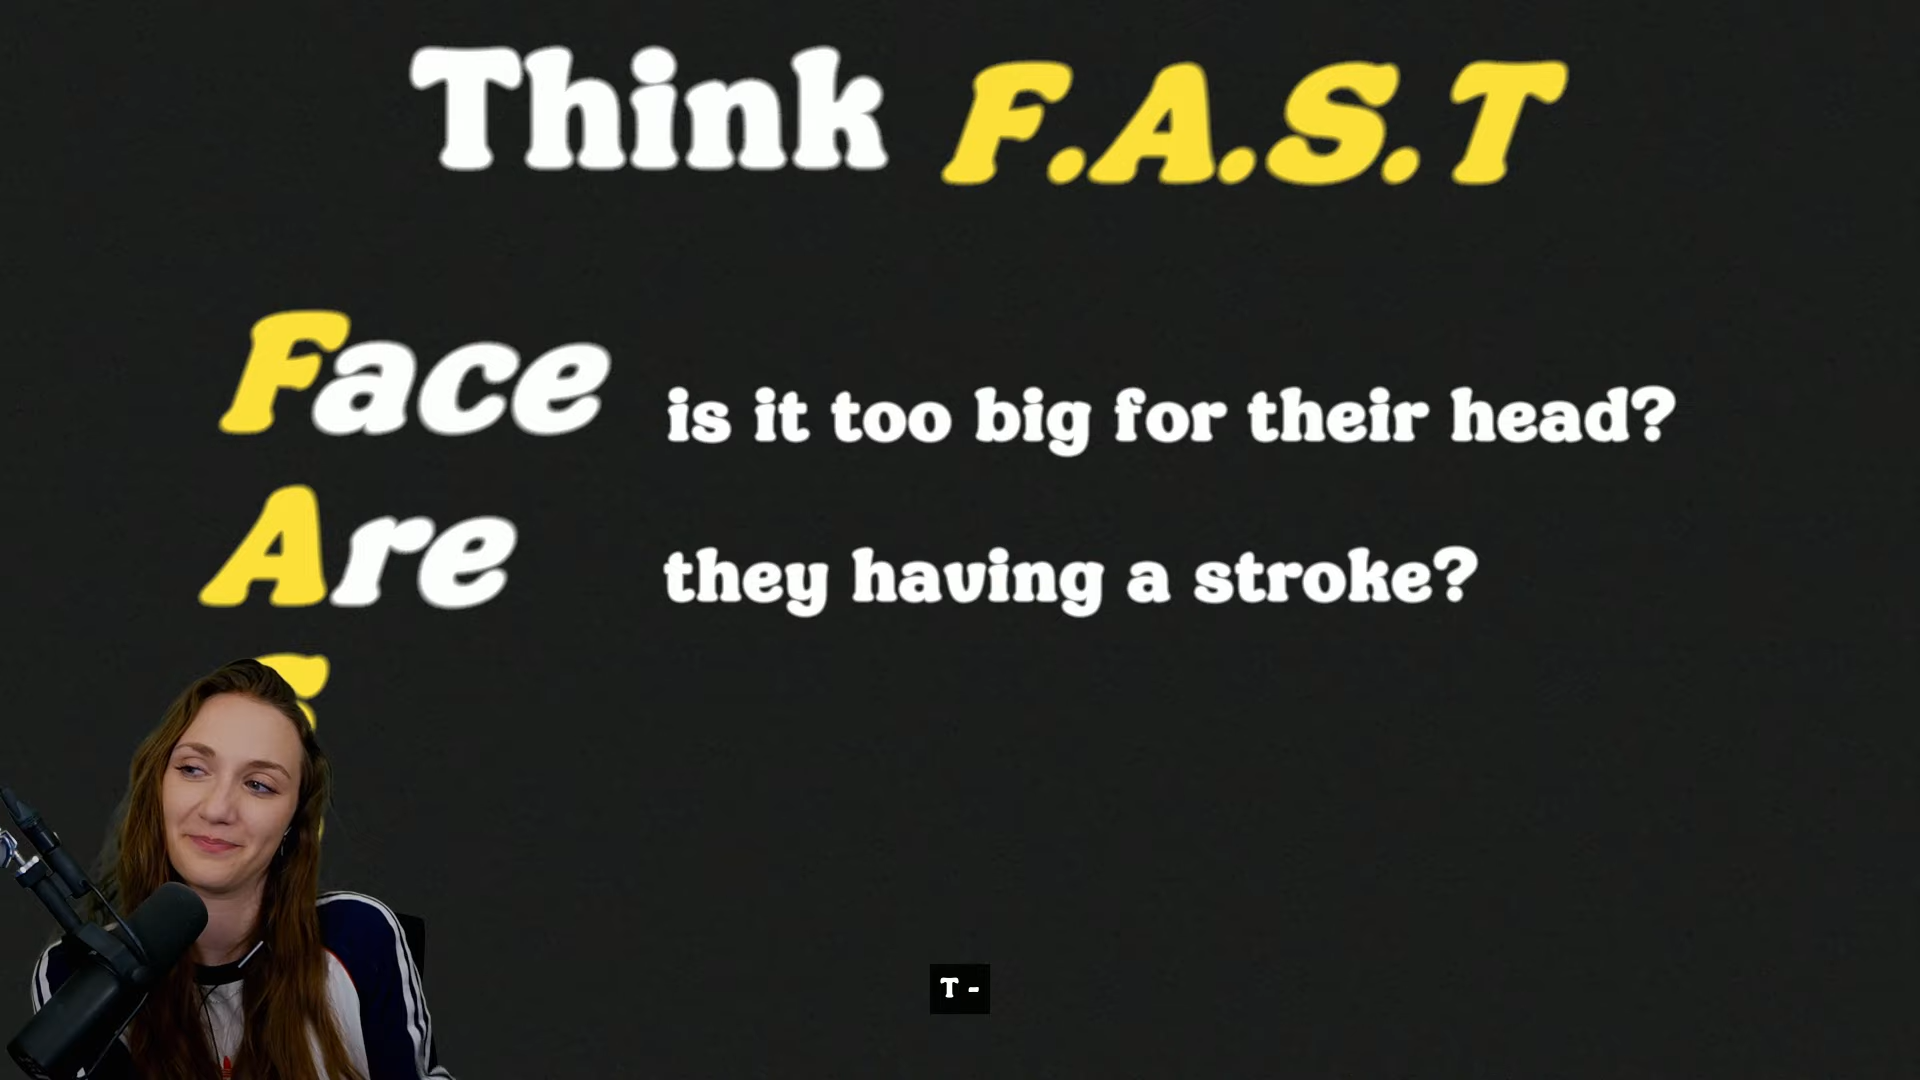 Think F.A.S.T
Face is it too big for their head?
Are they having a stroke?
T -